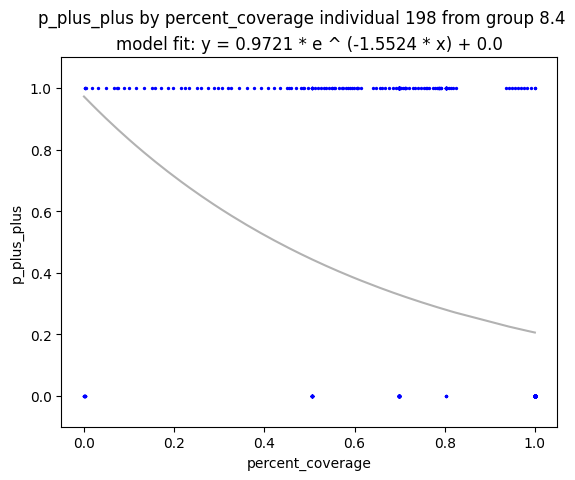 p_plus_plus by percent_coverage individual 198 from group 8.4
model fit: y = 0.9721 * e ^ (-1.5524 * x) + 0.0
1.0
0.8
0.6
0.4
0.2
0.0
p_plus_plus
0.0 0.2 0.4 0.6 0.8 1.0
percent_coverage